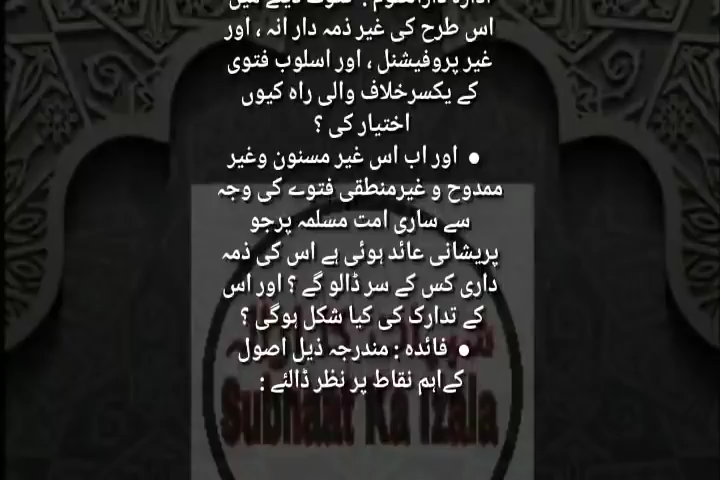 اس طرح کی غیر ذمہ دار انہ ، اور
غیر پروفیشنل ، اور اسلوب فتوی
کے یکسرخلاف والی راہ کیوں
اختیار کی ؟
• اور اب اس غیر مسنون وغیر
ممدوح و غیرمنطقی فتوے کی وجہ
سے ساری امت مسلمہ پرجو
پریشانی عائد ہوئی ہے اس کی ذمہ
داری کس کے سر ڈالو گے ؟ اور اس
کے تدارک کی کیا شکل ہوگی ؟
• فائدہ : مندرجہ ذیل اصول
کےاہم نقاط پر نظر ڈالئے :
Subhaat Ka Izala